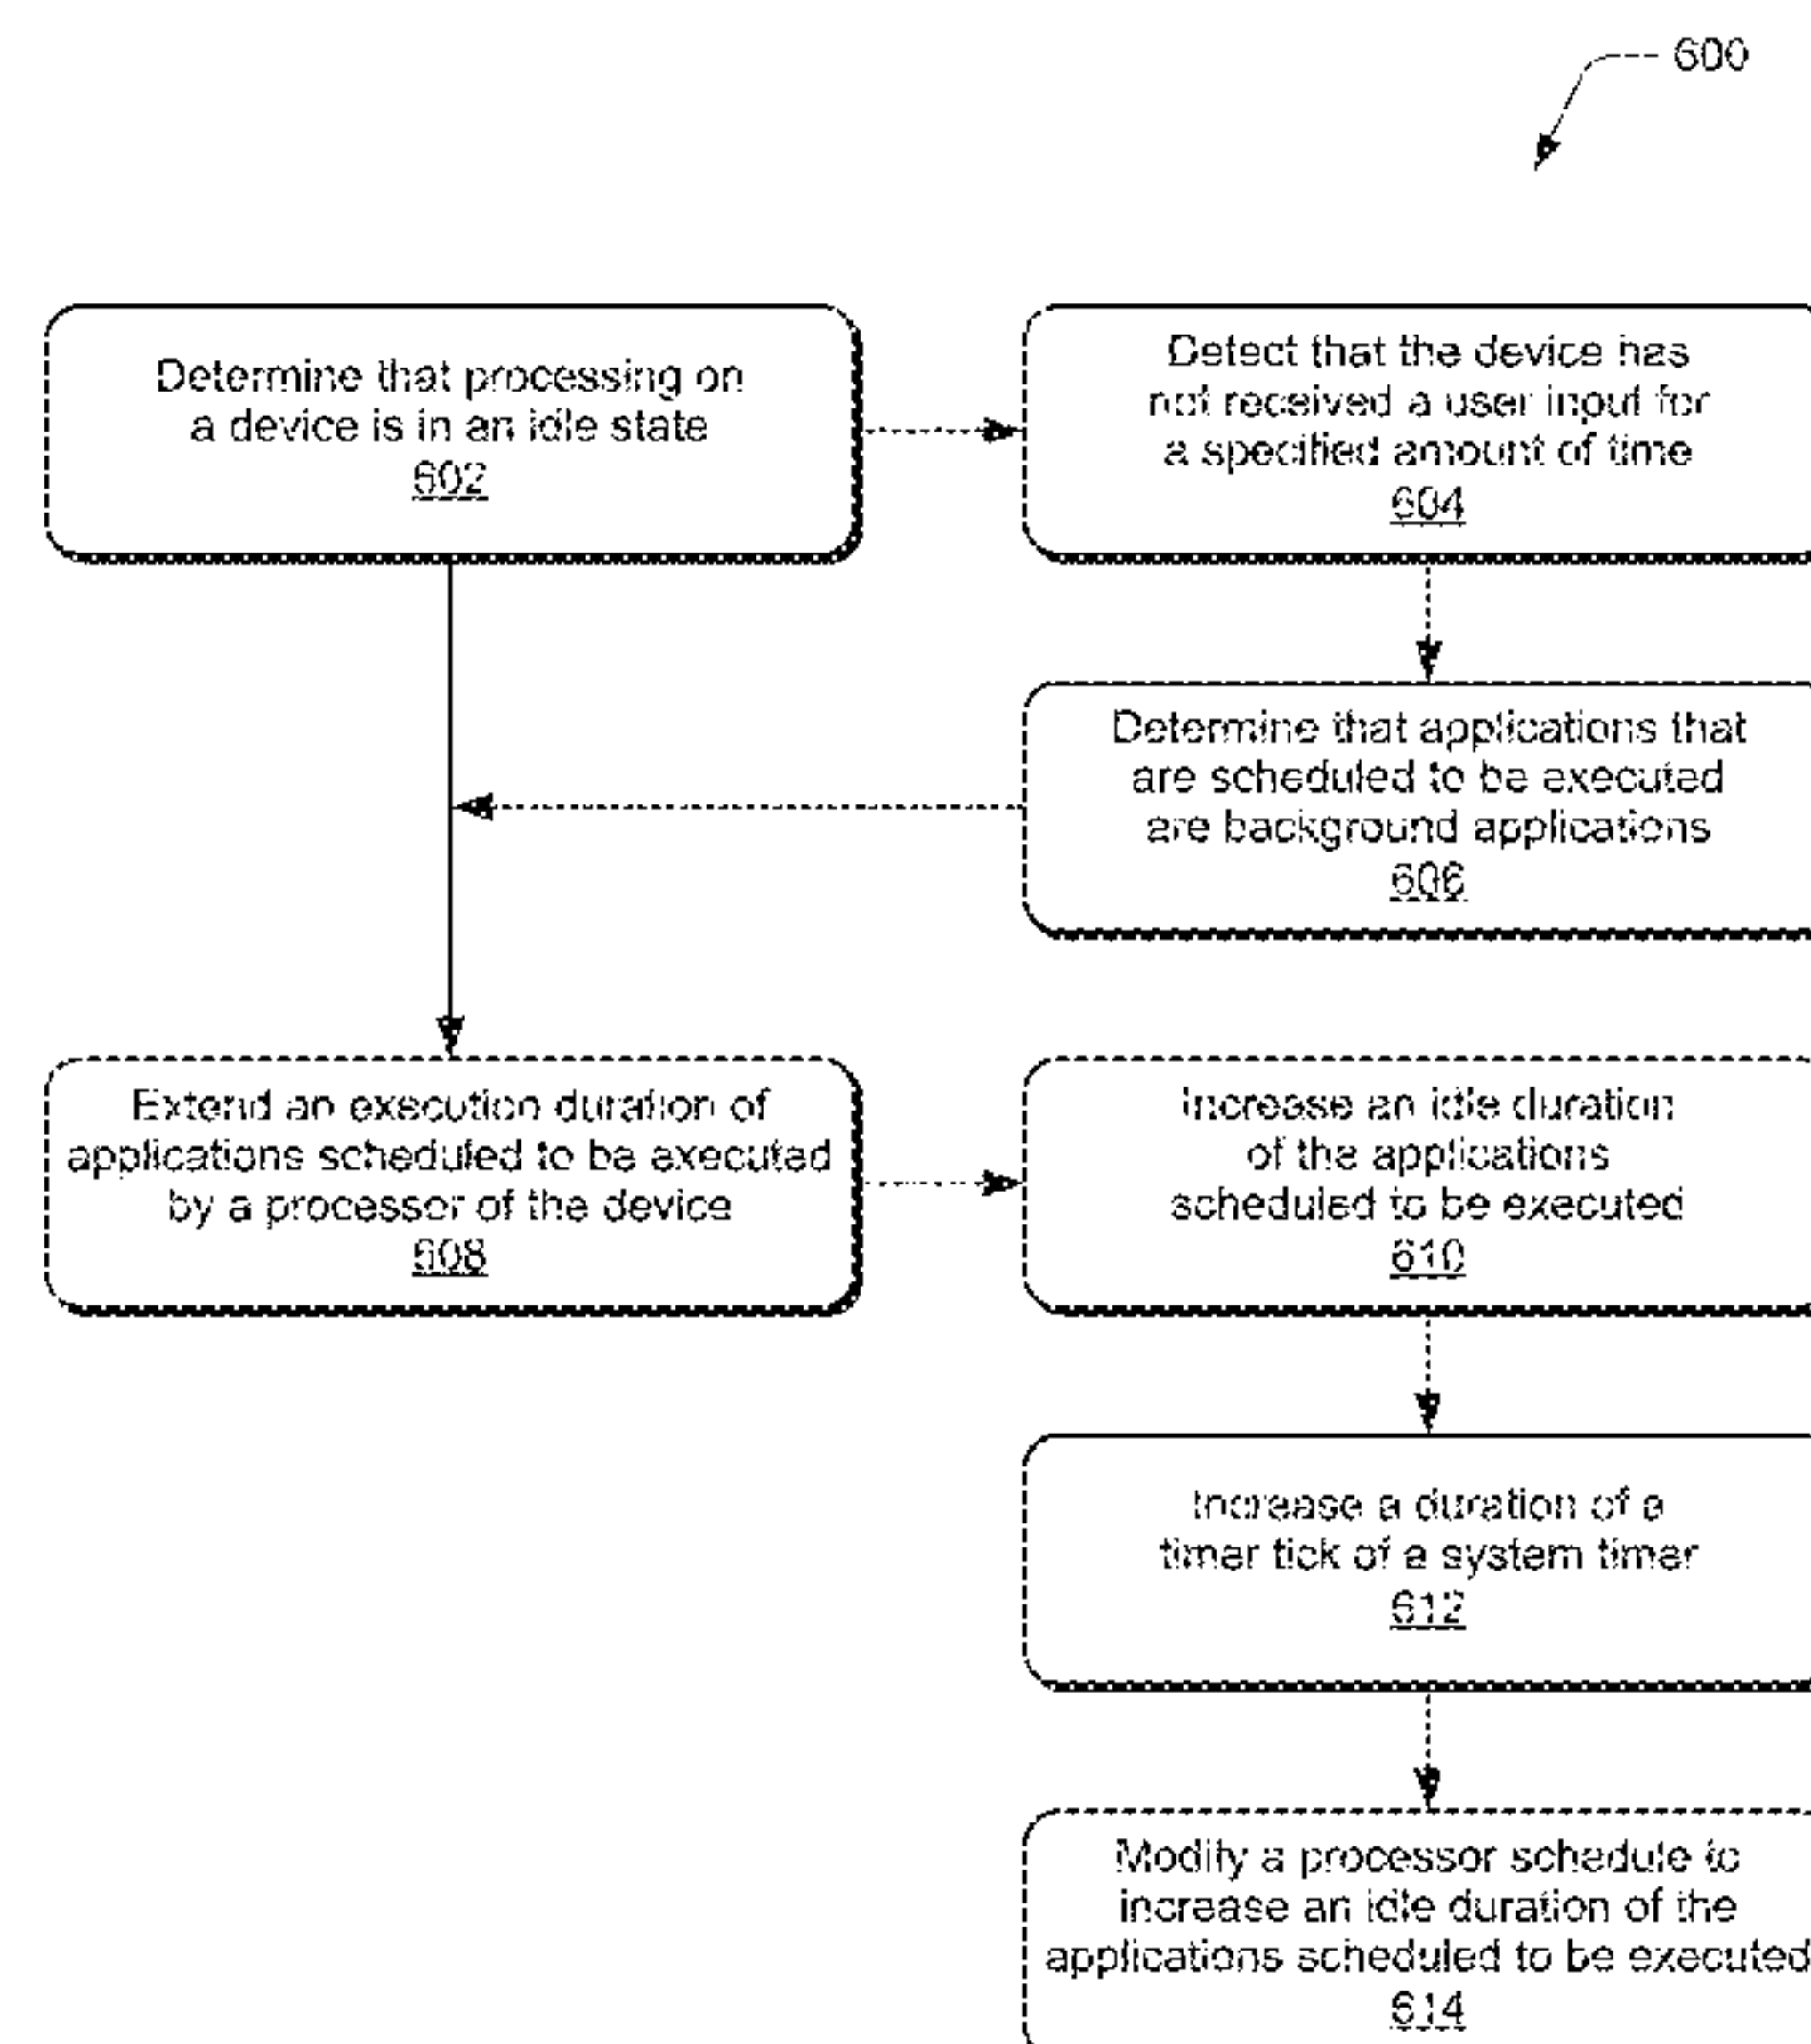 600
Determine that processing on
a device is in an idle state
602
Detect that the device has
not received a user input for
a specified amount of time
604
Determine that applications that
are scheduled to be executed
are background applications
606
Extend an execution duration of
applications scheduled to be executed
by a processor of the device
608
Increase an idle duration
of the applications
scheduled to be executed
610
Increase a duration of a
timer tick of a system timer
612
Modify a processor schedule to
increase an idle duration of the
applications scheduled to be executed
614